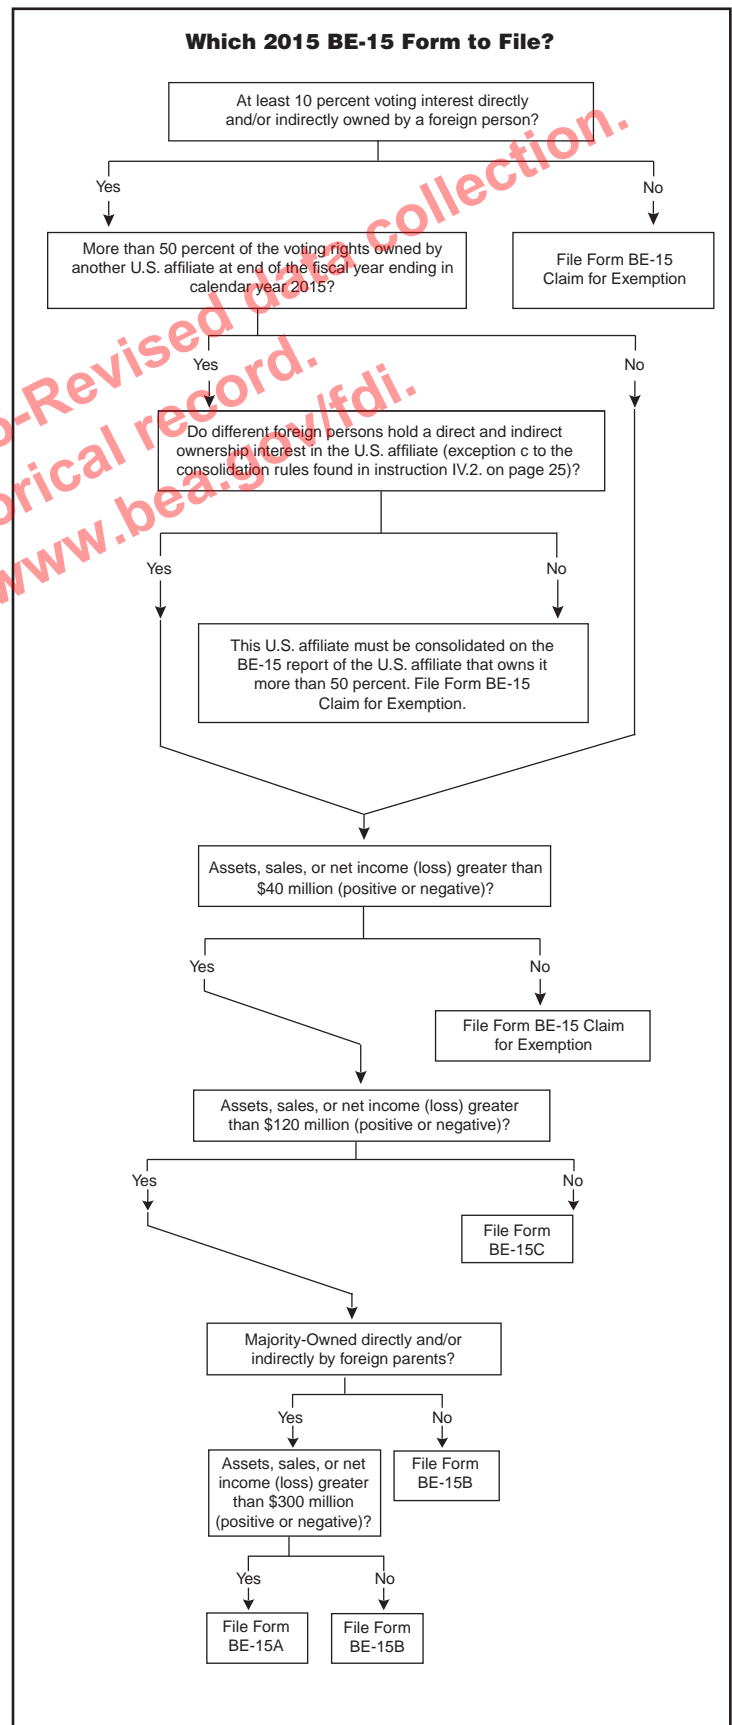 Which 2015 BE-15 Form to File?
At least 10 percent voting interest directly
and/or indirectly owned by a foreign person?
Yes
No
More than 50 percent of the voting rights owned by
another U.S. affiliate at end of the fiscal year ending in
calendar year 2015?
File Form BE-15
Claim for Exemption
Yes
No
Do different foreign persons hold a direct and indirect
ownership interest in the U.S. affiliate (exception c to the
consolidation rules found in instruction IV.2. on page 25)?
Yes
No
This U.S. affiliate must be consolidated on the
BE-15 report of the U.S. affiliate that owns it
more than 50 percent. File Form BE-15
Claim for Exemption.
Assets, sales, or net income (loss) greater than
$40 million (positive or negative)?
Yes
No
File Form BE-15 Claim
for Exemption
Assets, sales, or net income (loss) greater
than $120 million (positive or negative)?
Yes
No
File Form
BE-15C
Majority-Owned directly and/or
indirectly by foreign parents?
Yes
No
Assets, sales, or net
income (loss) greater
than $300 million
(positive or negative)?
File Form
BE-15B
Yes
No
File Form
BE-15A
File Form
BE-15B
-Revised data collection.
orical record.
www.bea.gov/fdi.